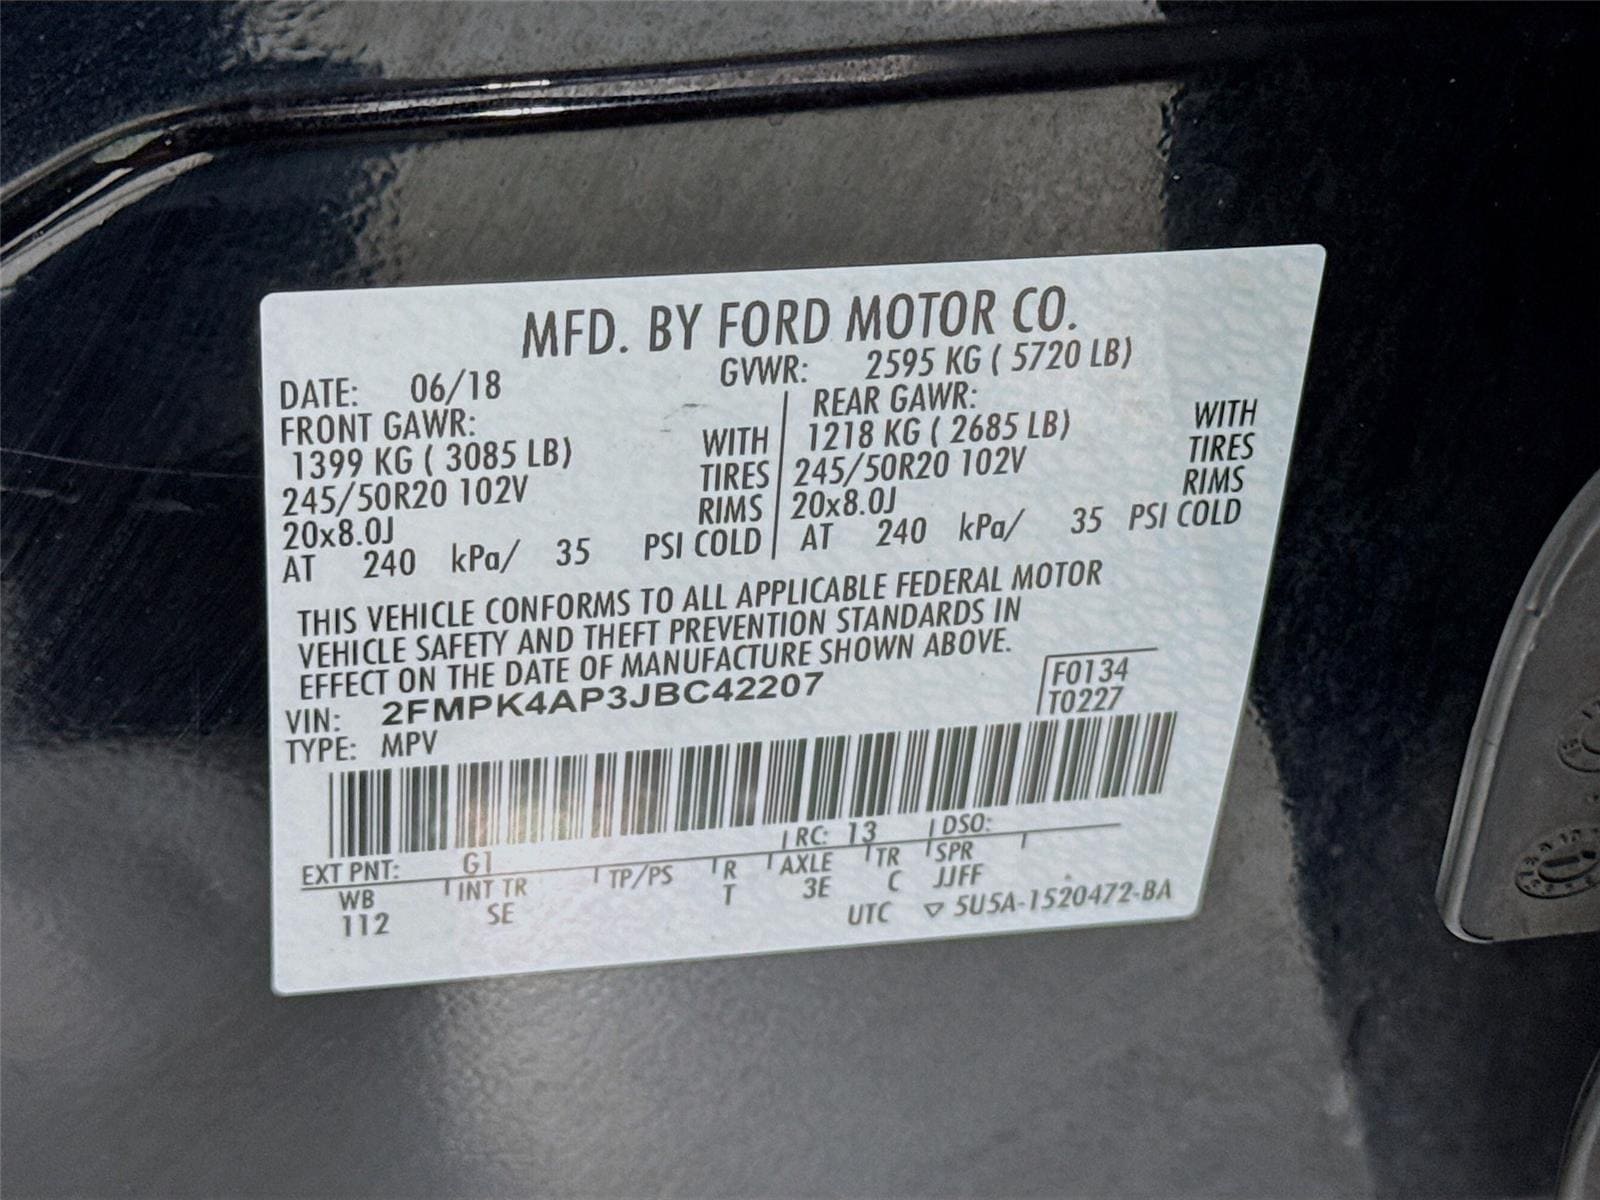 MFD. BY FORD MOTOR CO.
DATE: 06/18 GVWR: 2595 KG ( 5720 LB)
FRONT GAWR: REAR GAWR:
1399 KG ( 3085 LB) WITH 1218 KG ( 2685 LB) WITH
245/50R20 102V TIRES 245/50R20 102V TIRES
20x8.0J RIMS 20x8.0J RIMS
AT 240 kPa/ 35 PSI COLD AT 240 kPa/ 35 PSI COLD
THIS VEHICLE CONFORMS TO ALL APPLICABLE FEDERAL MOTOR
VEHICLE SAFETY AND THEFT PREVENTION STANDARDS IN
EFFECT ON THE DATE OF MANUFACTURE SHOWN ABOVE.
VIN: 2FMPK4AP3JBC42207 F0134
TYPE: MPV T0227
EXT PNT: G1 RC: 13 DSO:
WB INT TR TP/PS R AXLE TR SPR
112 SE T 3E C JJFF
UTC ▽ 5U5A-1520472-BA